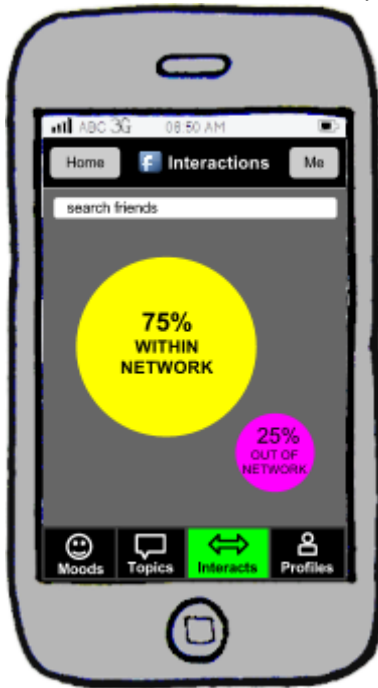 ABC 3G 08:50 AM
Home f Interactions Me
search friends
75%
WITHIN
NETWORK
25%
OUT OF
NETWORK
Moods Topics Interacts Profiles